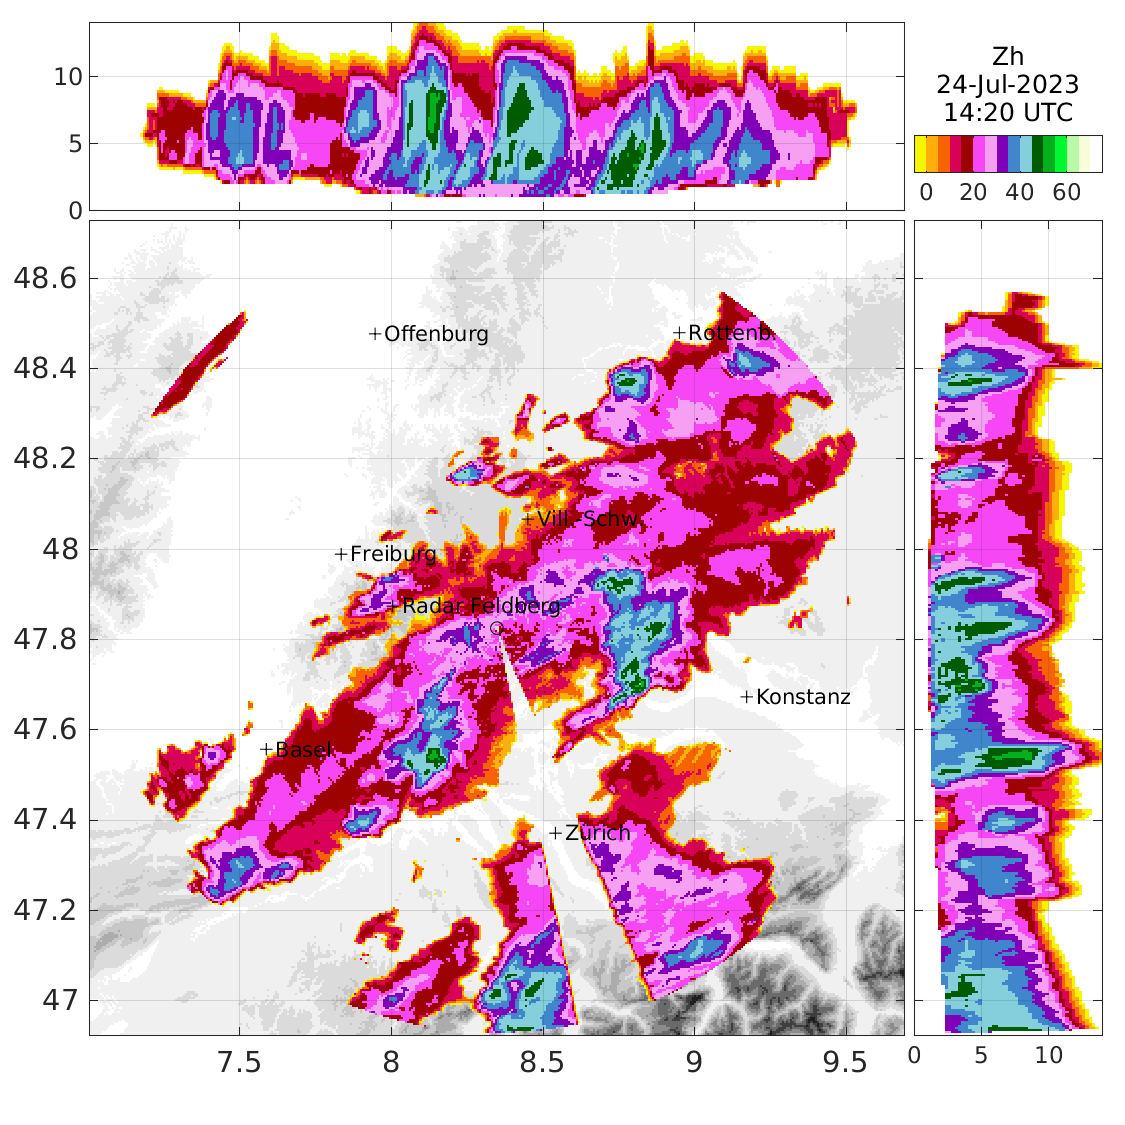 10
5
0
Zh
24-Jul-2023
14:20 UTC
0 20 40 60
48.6
48.4
48.2
48
47.8
47.6
47.4
47.2
47
+Offenburg
+Rottenb.
+Vill.-Schw.
+Freiburg
+Radar Feldberg
+Konstanz
+Basel
+Zürich
7.5 8 8.5 9 9.5
0 5 10